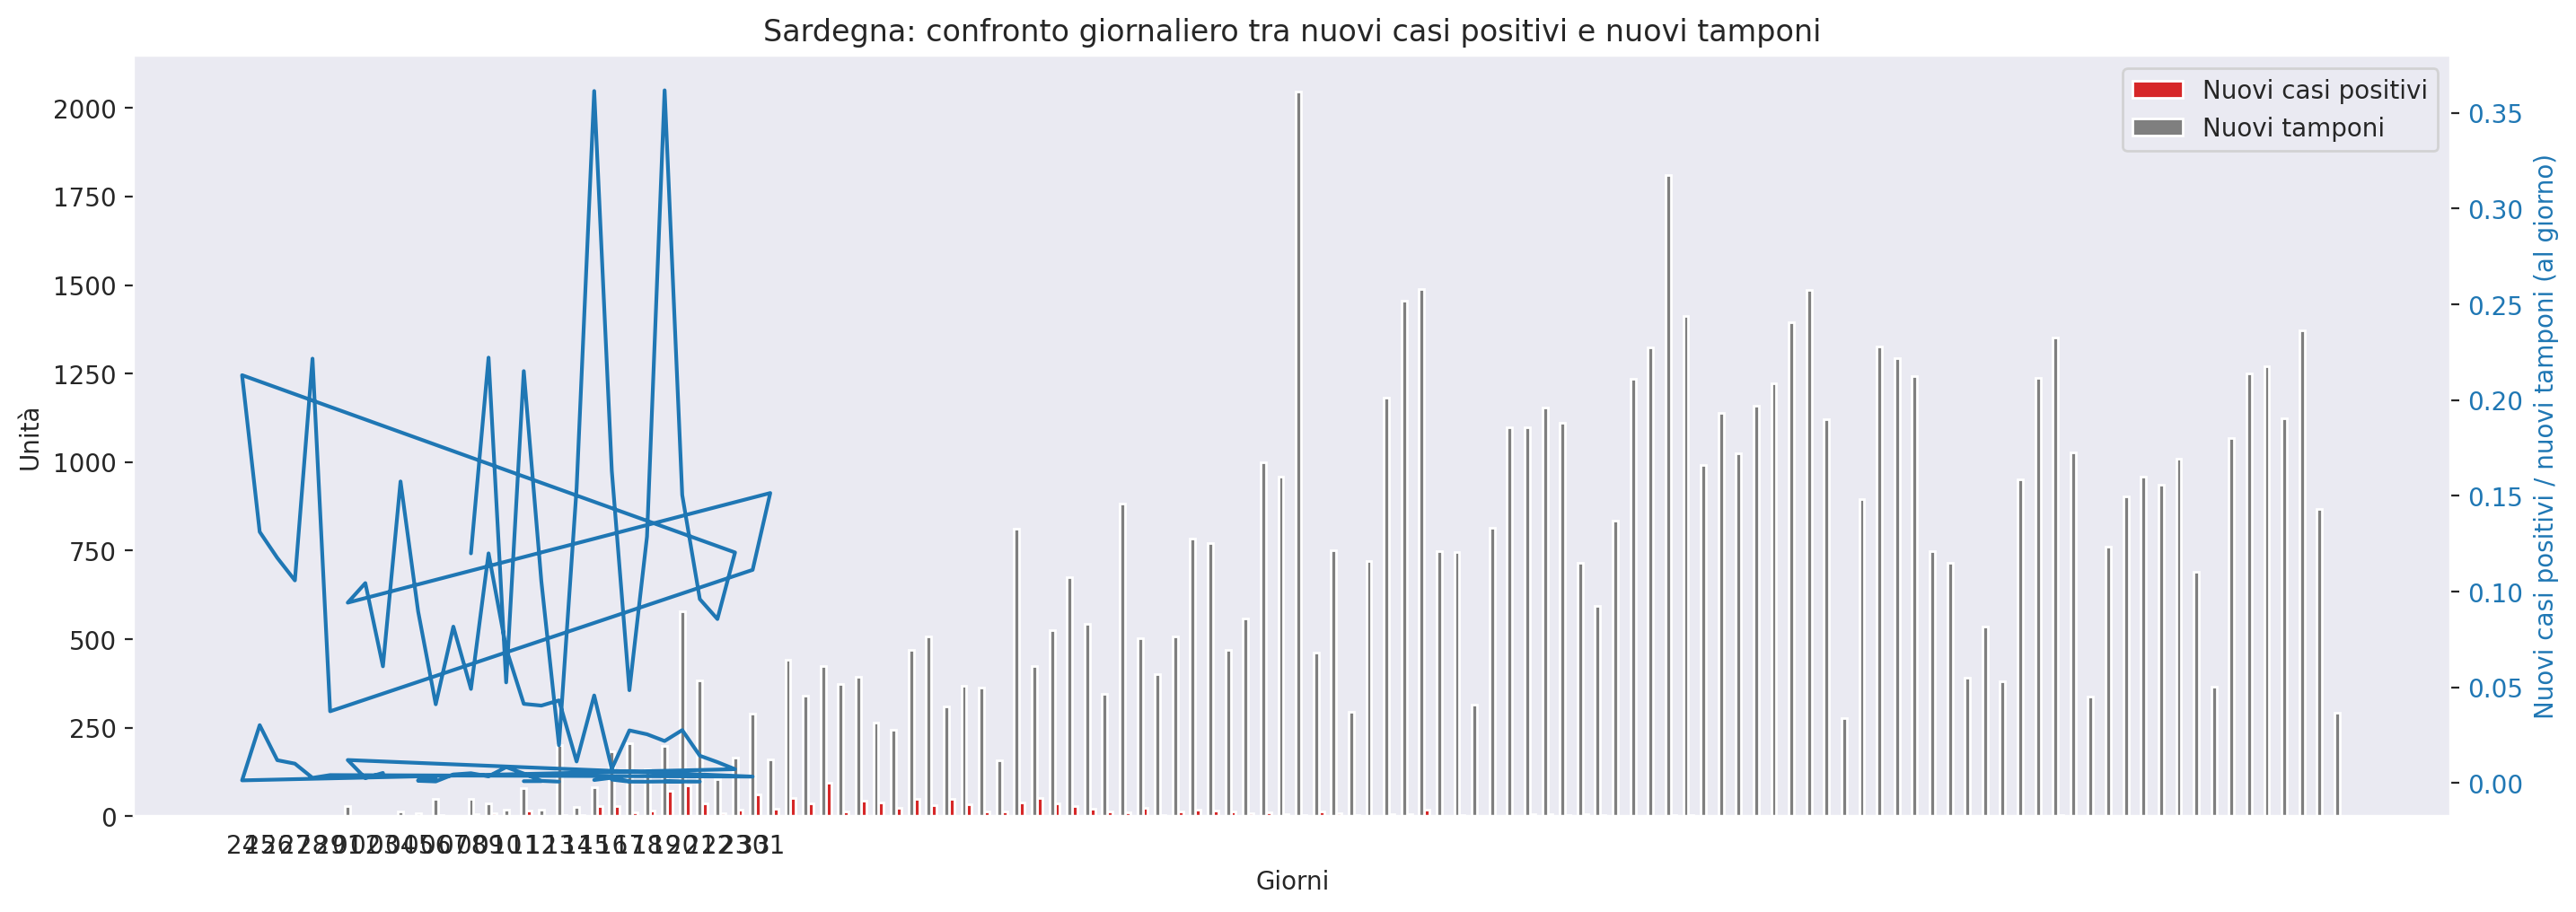 Sardegna: confronto giornaliero tra nuovi casi positivi e nuovi tamponi
Nuovi casi positivi
Nuovi tamponi
2000
1750
1500
1250
1000
750
500
250
0
Unità
0.35
0.30
0.25
0.20
0.15
0.10
0.05
0.00
Nuovi casi positivi / nuovi tamponi (al giorno)
Giorni